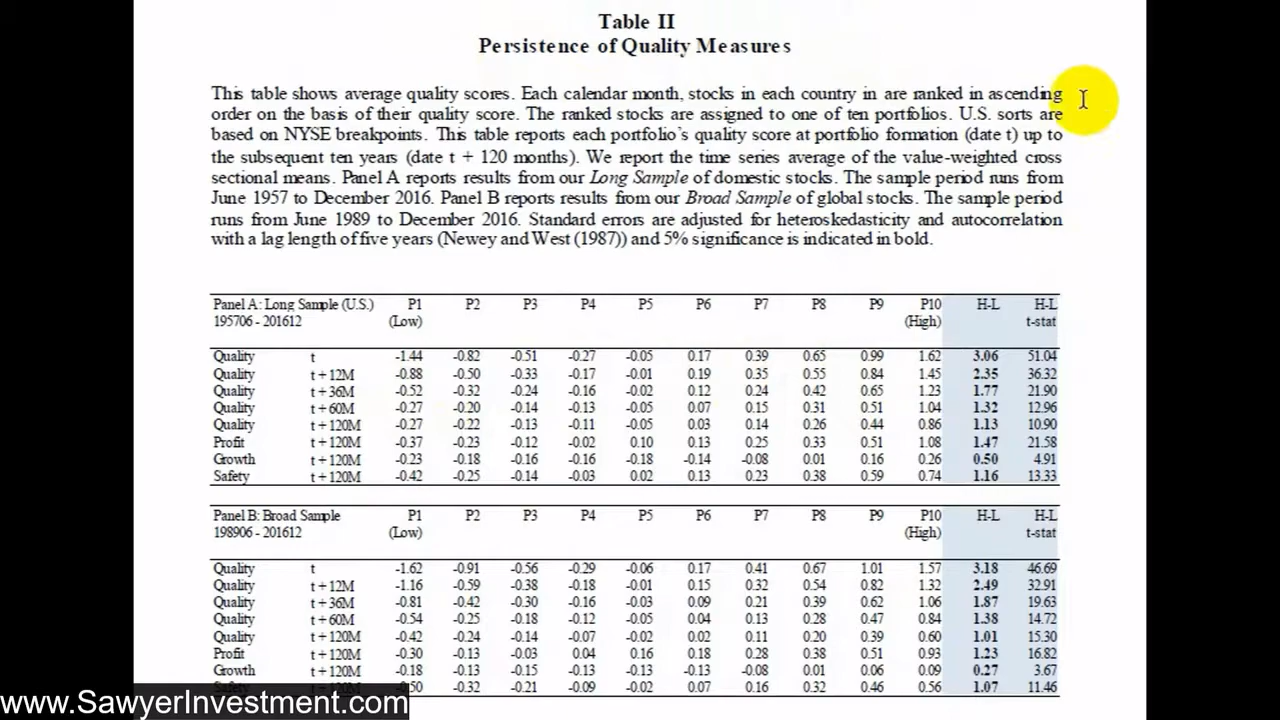 Table II
Persistence of Quality Measures
This table shows average quality scores. Each calendar month, stocks in each country in are ranked in ascending
order on the basis of their quality score. The ranked stocks are assigned to one of ten portfolios. U.S. sorts are
based on NYSE breakpoints. This table reports each portfolio's quality score at portfolio formation (date t) up to
the subsequent ten years (date t + 120 months). We report the time series average of the value-weighted cross
sectional means. Panel A reports results from our Long Sample of domestic stocks. The sample period runs from
June 1957 to December 2016. Panel B reports results from our Broad Sample of global stocks. The sample period
runs from June 1989 to December 2016. Standard errors are adjusted for heteroskedasticity and autocorrelation
with a lag length of five years (Newey and West (1987)) and 5% significance is indicated in bold.
Panel A: Long Sample (U.S.) P1 P2 P3 P4 P5 P6 P7 P8 P9 P10 H-L H-L
195706 - 201612 (Low) (High) t-stat
Quality t -1.44 -0.82 -0.51 -0.27 -0.05 0.17 0.39 0.65 0.99 1.62 3.06 51.04
Quality t + 12M -0.88 -0.50 -0.33 -0.17 -0.01 0.19 0.35 0.55 0.84 1.45 2.35 36.32
Quality t + 36M -0.52 -0.32 -0.24 -0.16 -0.02 0.12 0.24 0.42 0.65 1.23 1.77 21.90
Quality t + 60M -0.27 -0.20 -0.14 -0.13 -0.05 0.07 0.15 0.31 0.51 1.04 1.32 12.96
Quality t + 120M -0.27 -0.22 -0.13 -0.11 -0.05 0.03 0.14 0.26 0.44 0.86 1.13 10.90
Profit t + 120M -0.37 -0.23 -0.12 -0.02 0.10 0.13 0.25 0.33 0.51 1.08 1.47 21.58
Growth t + 120M -0.23 -0.18 -0.16 -0.16 -0.18 -0.14 -0.08 0.01 0.16 0.26 0.50 4.91
Safety t + 120M -0.42 -0.25 -0.14 -0.03 0.02 0.13 0.23 0.38 0.59 0.74 1.16 13.33
Panel B: Broad Sample P1 P2 P3 P4 P5 P6 P7 P8 P9 P10 H-L H-L
198906 - 201612 (Low) (High) t-stat
Quality t -1.62 -0.91 -0.56 -0.29 -0.06 0.17 0.41 0.67 1.01 1.57 3.18 46.69
Quality t + 12M -1.16 -0.59 -0.38 -0.18 -0.01 0.15 0.32 0.54 0.82 1.32 2.49 32.91
Quality t + 36M -0.81 -0.42 -0.30 -0.16 -0.03 0.09 0.21 0.39 0.62 1.06 1.87 19.63
Quality t + 60M -0.54 -0.25 -0.18 -0.12 -0.05 0.04 0.13 0.28 0.47 0.84 1.38 14.72
Quality t + 120M -0.42 -0.24 -0.14 -0.07 -0.02 0.02 0.11 0.20 0.39 0.60 1.01 15.30
Profit t + 120M -0.30 -0.13 -0.03 0.04 0.16 0.18 0.28 0.38 0.51 0.93 1.23 16.82
Growth t + 120M -0.18 -0.13 -0.15 -0.13 -0.13 -0.13 -0.08 0.01 0.06 0.09 0.27 3.67
-0.32 -0.21 -0.09 -0.02 0.07 0.16 0.32 0.46 0.56 1.07 11.46
www.SawyerInvestment.com